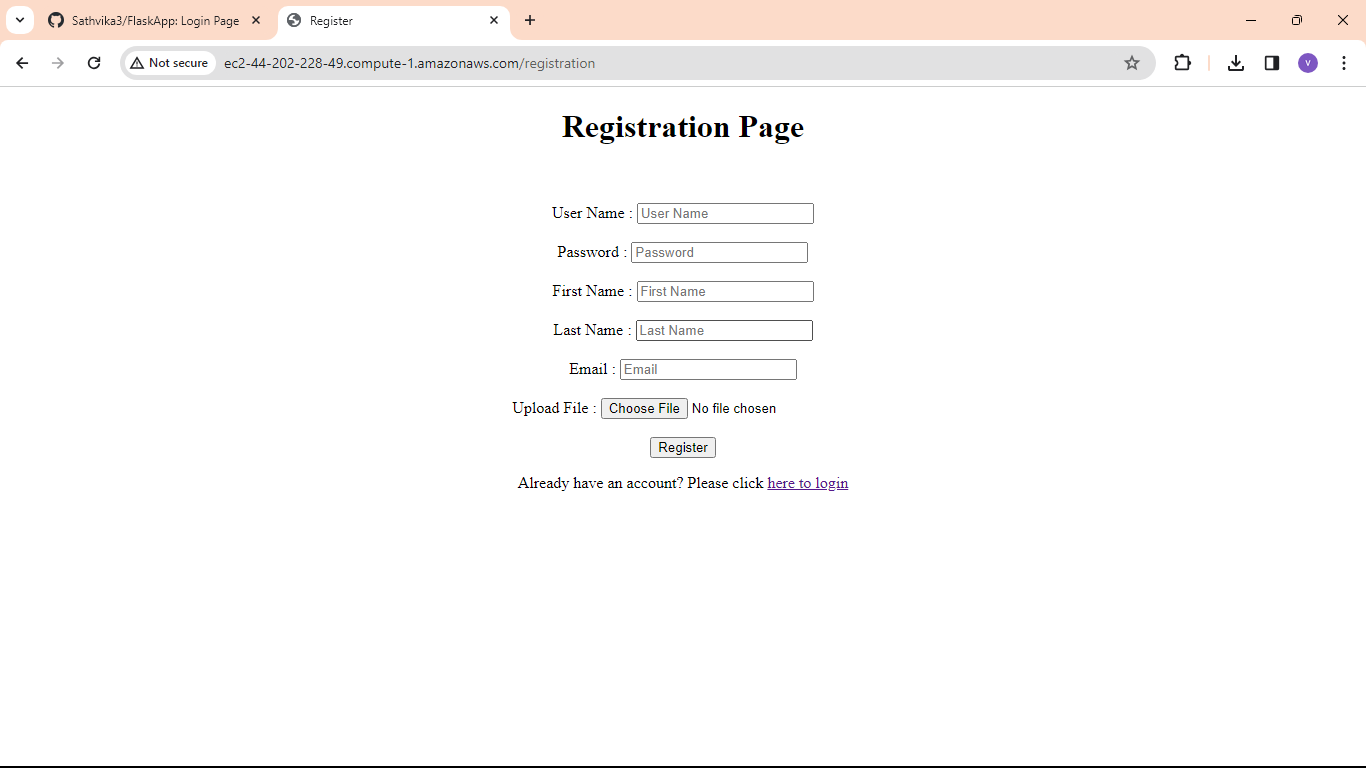 Sathvika3/FlaskApp: Login Page
Register
Not secure
ec2-44-202-228-49.compute-1.amazonaws.com/registration
V
Registration Page
User Name : User Name
Password : Password
First Name : First Name
Last Name : Last Name
Email : Email
Upload File : Choose File No file chosen
Register
Already have an account? Please click here to login